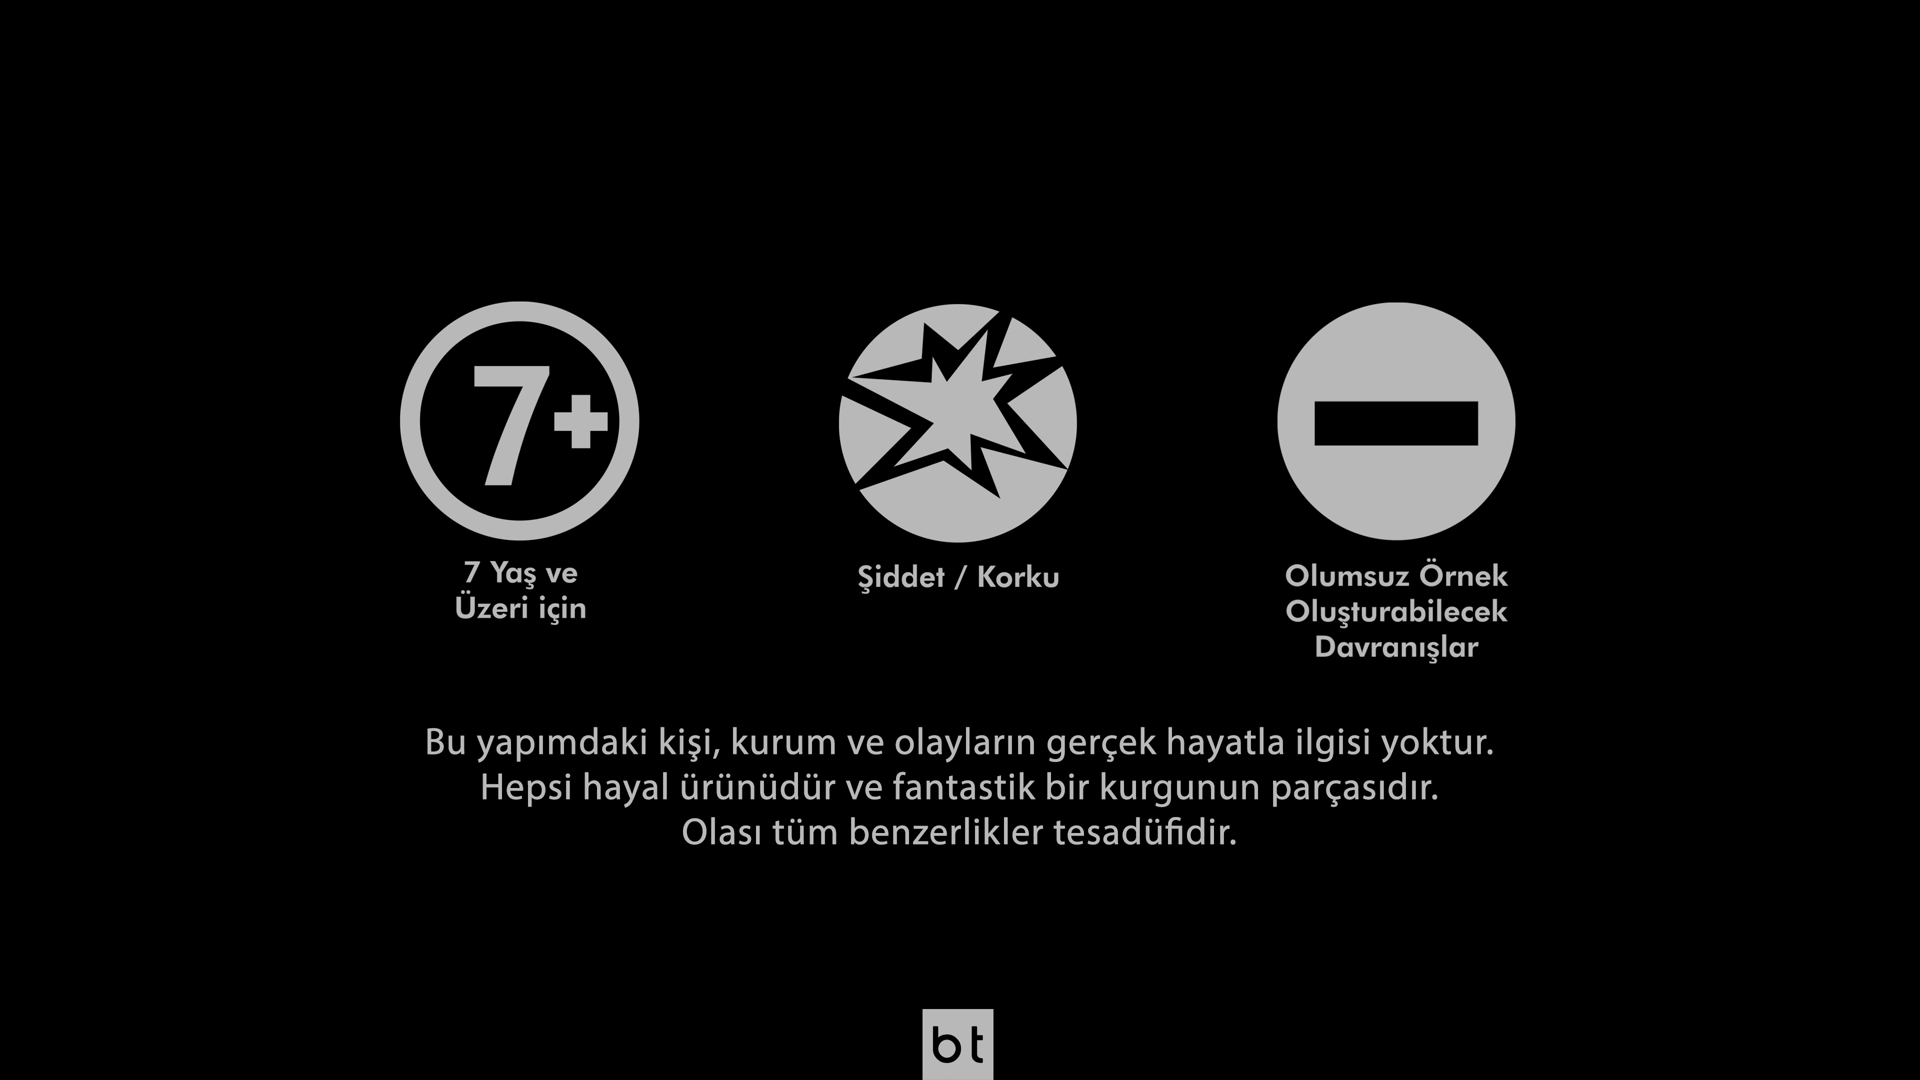 7+
7 Yaş ve
Üzeri için
Şiddet / Korku
Olumsuz Örnek
Oluşturabilecek
Davranışlar
Bu yapımdaki kişi, kurum ve olayların gerçek hayatla ilgisi yoktur.
Hepsi hayal ürünüdür ve fantastik bir kurgunun parçasıdır.
Olası tüm benzerlikler tesadüfidir.
bt